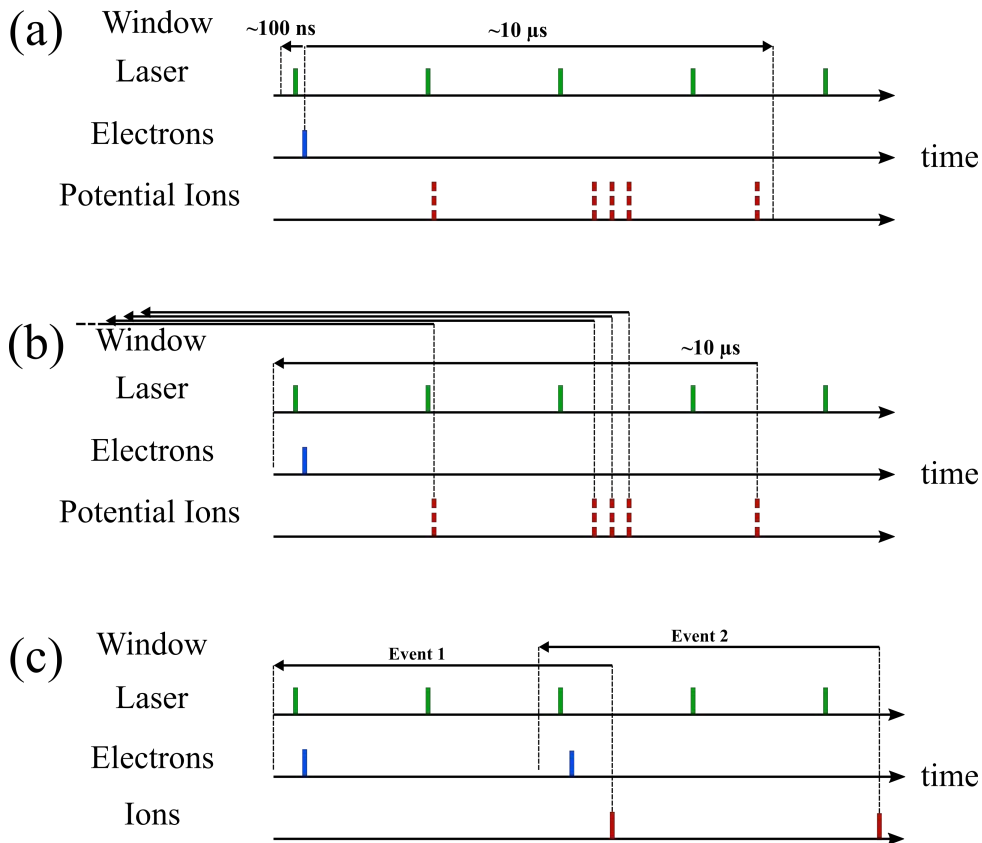 (a)
Window
~100 ns
~10 µs
Laser
Electrons
time
Potential Ions
(b)
Window
~10 µs
Laser
Electrons
time
Potential Ions
(c)
Window
Event 1
Event 2
Laser
Electrons
time
Ions